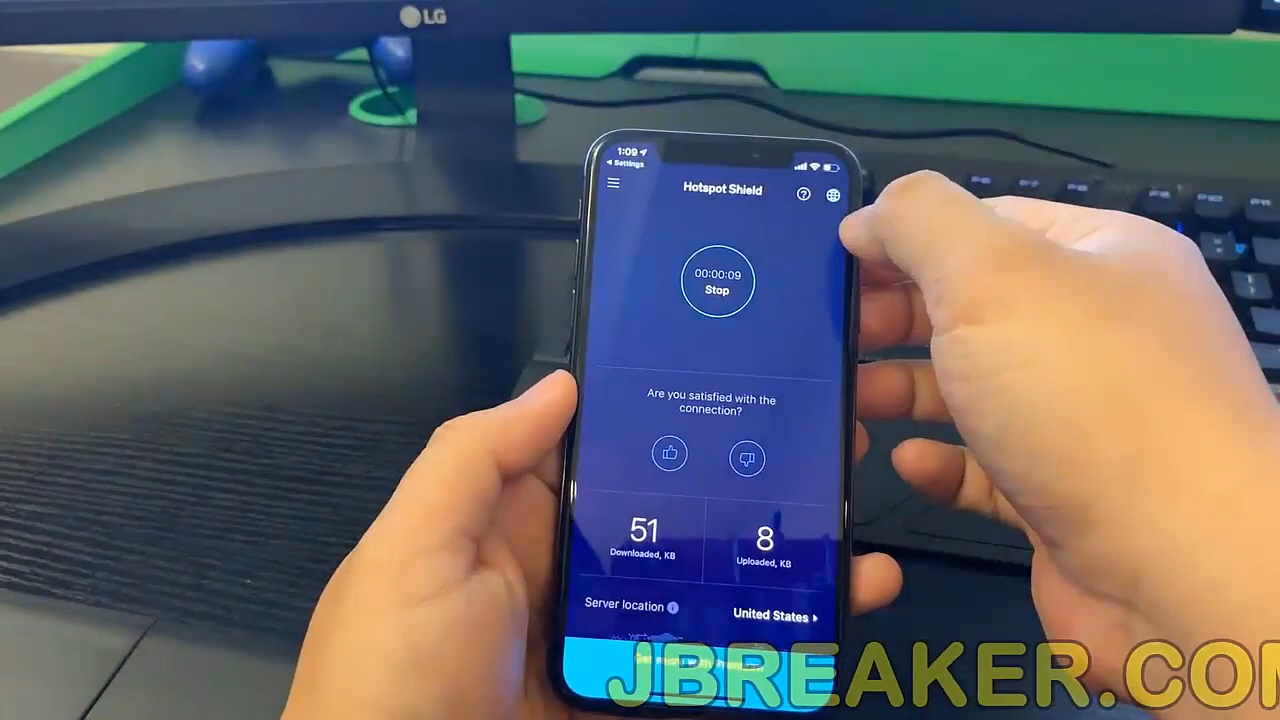 LG
1:09
Settings
Hotspot Shield
00:00:09
Stop
Are you satisfied with the
connection?
51
Downloaded, KB
8
Uploaded, KB
Server location
United States
JBREAKER.COM